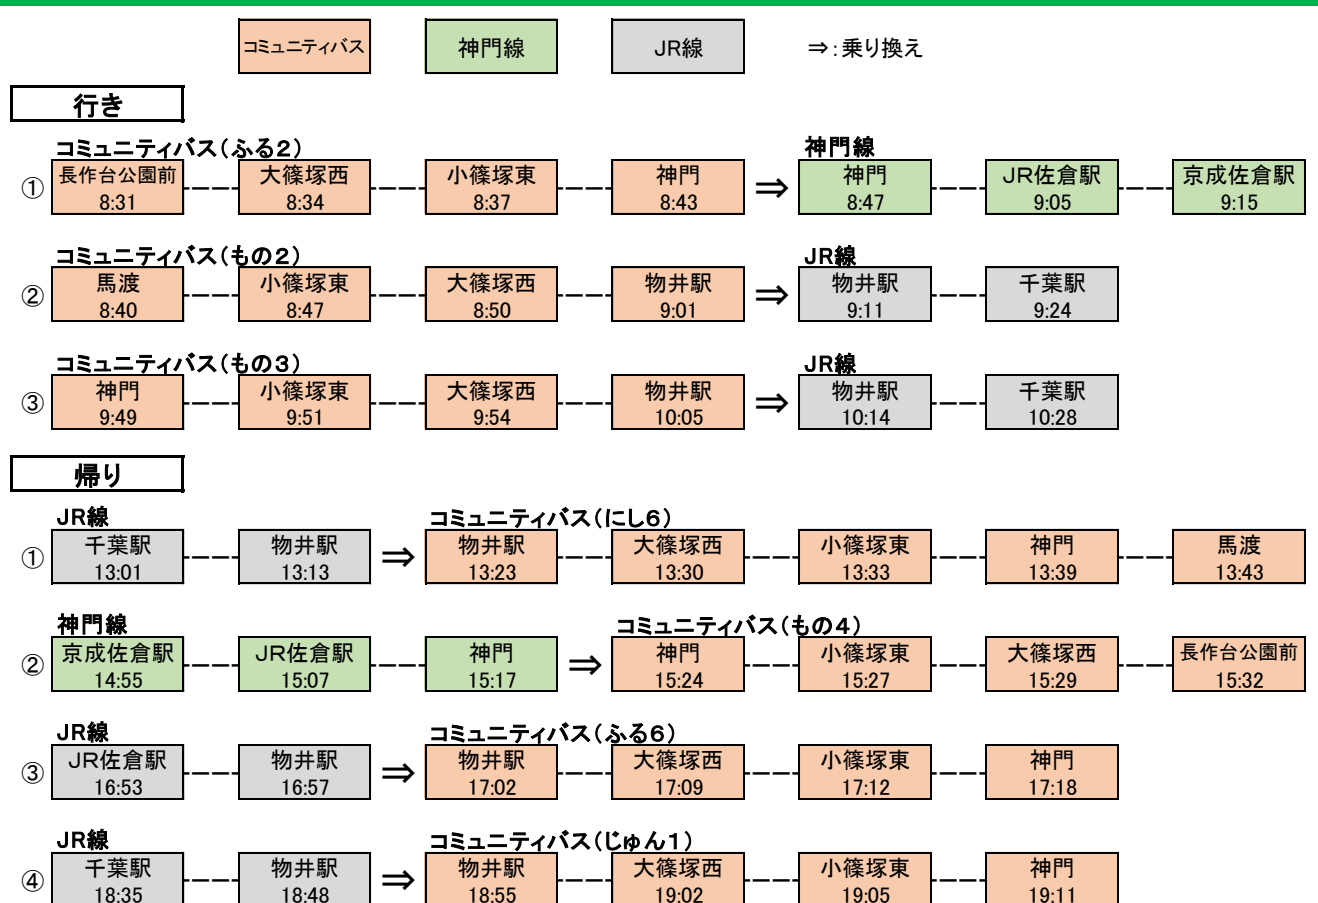 コミュニティバス 神門線 JR線 ⇒:乗り換え
行き
コミュニティバス(ふる2) 神門線
① 長作台公園前 大篠塚西 小篠塚東 神門 ⇒ 神門 JR佐倉駅 京成佐倉駅
8:31 8:34 8:37 8:43 8:47 9:05 9:15
コミュニティバス(もの2) JR線
② 馬渡 小篠塚東 大篠塚西 物井駅 ⇒ 物井駅 千葉駅
8:40 8:47 8:50 9:01 9:11 9:24
コミュニティバス(もの3) JR線
③ 神門 小篠塚東 大篠塚西 物井駅 ⇒ 物井駅 千葉駅
9:49 9:51 9:54 10:05 10:14 10:28
帰り
JR線 コミュニティバス(にし6)
① 千葉駅 物井駅 ⇒ 物井駅 大篠塚西 小篠塚東 神門 馬渡
13:01 13:13 13:23 13:30 13:33 13:39 13:43
神門線 コミュニティバス(もの4)
② 京成佐倉駅 JR佐倉駅 神門 ⇒ 神門 小篠塚東 大篠塚西 長作台公園前
14:55 15:07 15:17 15:24 15:27 15:29 15:32
JR線 コミュニティバス(ふる6)
③ JR佐倉駅 物井駅 ⇒ 物井駅 大篠塚西 小篠塚東 神門
16:53 16:57 17:02 17:09 17:12 17:18
JR線 コミュニティバス(じゅん1)
④ 千葉駅 物井駅 ⇒ 物井駅 大篠塚西 小篠塚東 神門
18:35 18:48 18:55 19:02 19:05 19:11